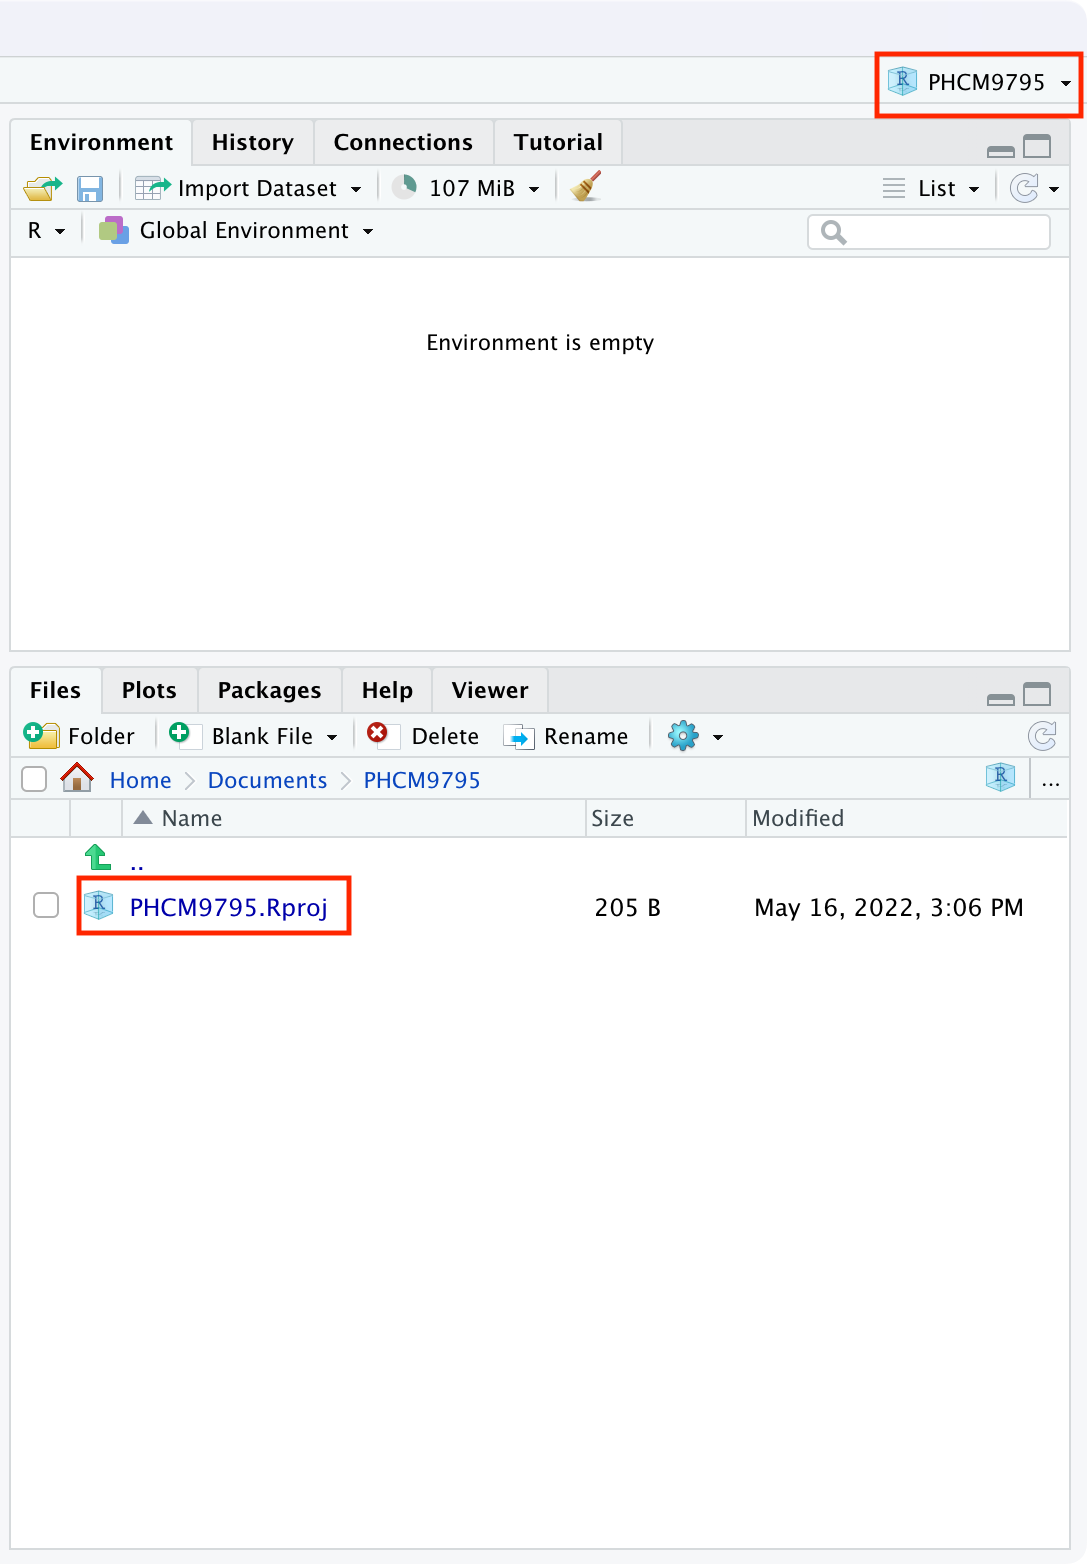 PHCM9795
Environment History Connections Tutorial
Import Dataset 107 MiB List
R Global Environment
Environment is empty
Files Plots Packages Help Viewer
Folder Blank File Delete Rename
Home Documents PHCM9795 ...
Name Size Modified
..
PHCM9795.Rproj 205 B May 16, 2022, 3:06 PM